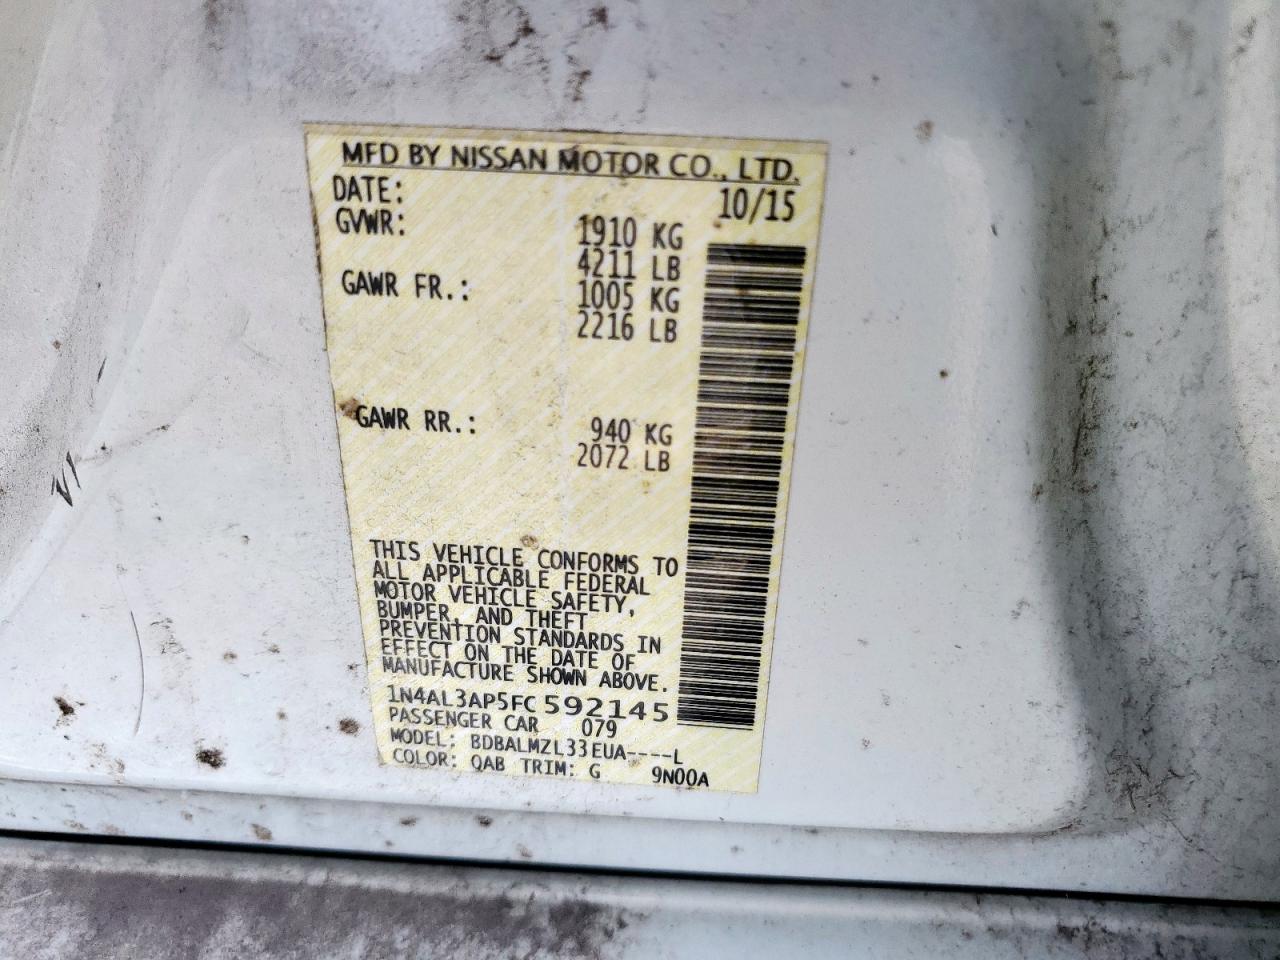 MFD BY NISSAN MOTOR CO., LTD.
DATE: 10/15
GVWR: 1910 KG
4211 LB
GAWR FR.: 1005 KG
2216 LB
GAWR RR.: 940 KG
2072 LB
THIS VEHICLE CONFORMS TO
ALL APPLICABLE FEDERAL
MOTOR VEHICLE SAFETY,
BUMPER, AND THEFT
PREVENTION STANDARDS IN
EFFECT ON THE DATE OF
MANUFACTURE SHOWN ABOVE.
1N4AL3AP5FC592145
PASSENGER CAR 079
MODEL: BDBALMZL33EUA----L
COLOR: QAB TRIM: G 9N00A